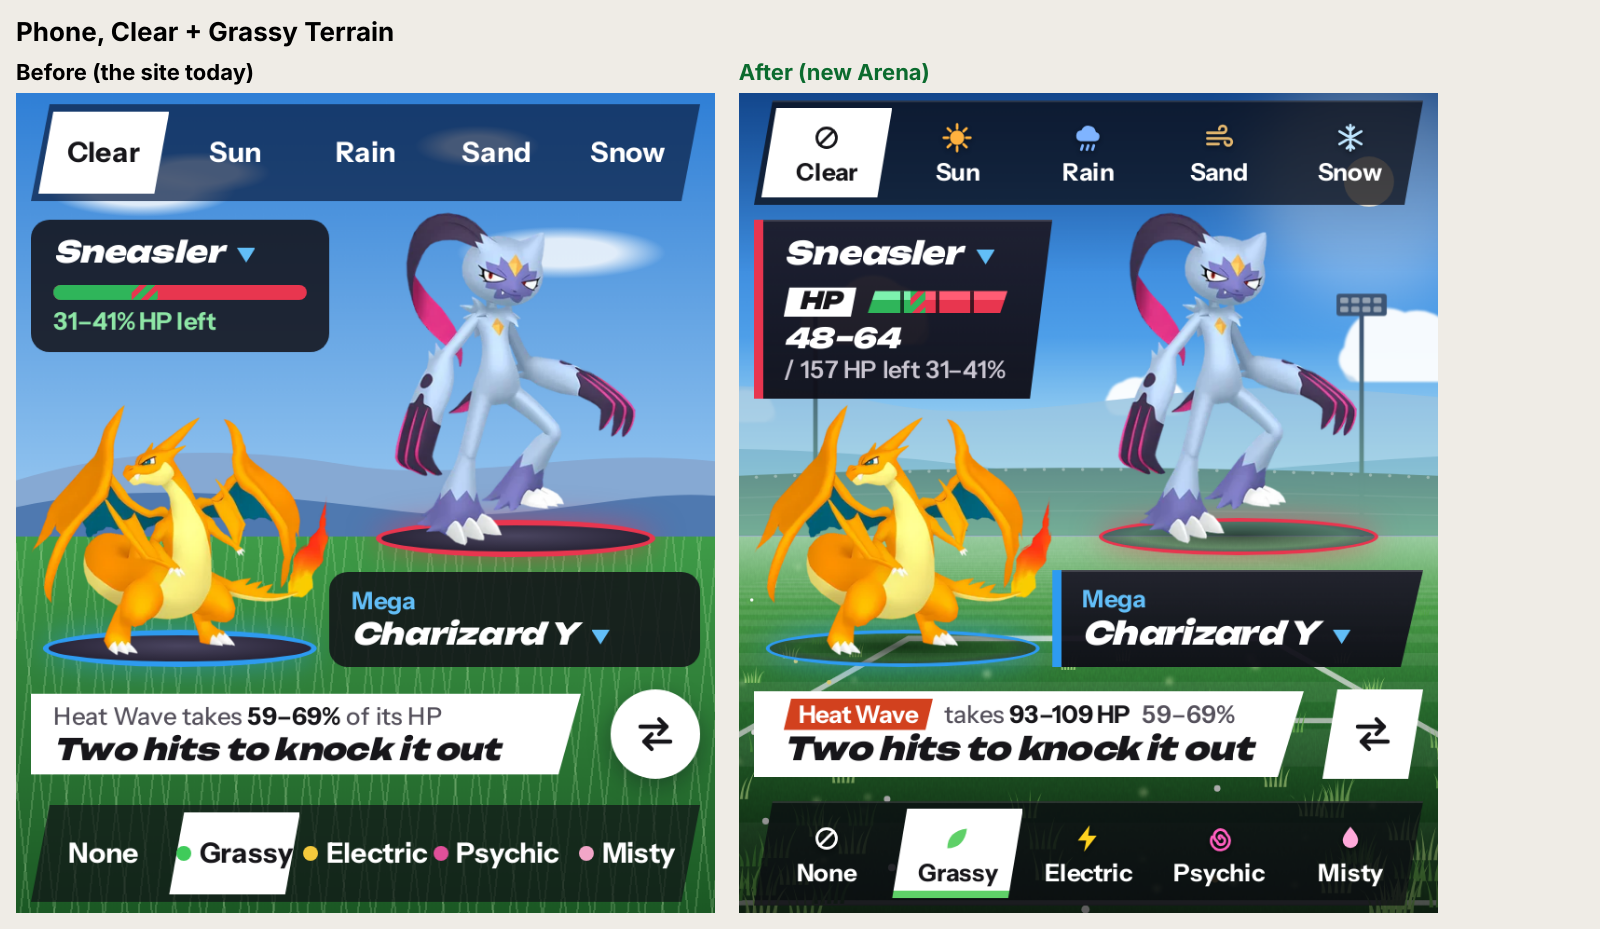 Phone, Clear + Grassy Terrain
Before (the site today)
Clear Sun Rain Sand Snow
Sneasler
31–41% HP left
Mega
Charizard Y
Heat Wave takes 59–69% of its HP
Two hits to knock it out
None Grassy Electric Psychic Misty
After (new Arena)
Clear Sun Rain Sand Snow
Sneasler
HP
48–64
/ 157 HP left 31–41%
Mega
Charizard Y
Heat Wave takes 93–109 HP 59–69%
Two hits to knock it out
None Grassy Electric Psychic Misty